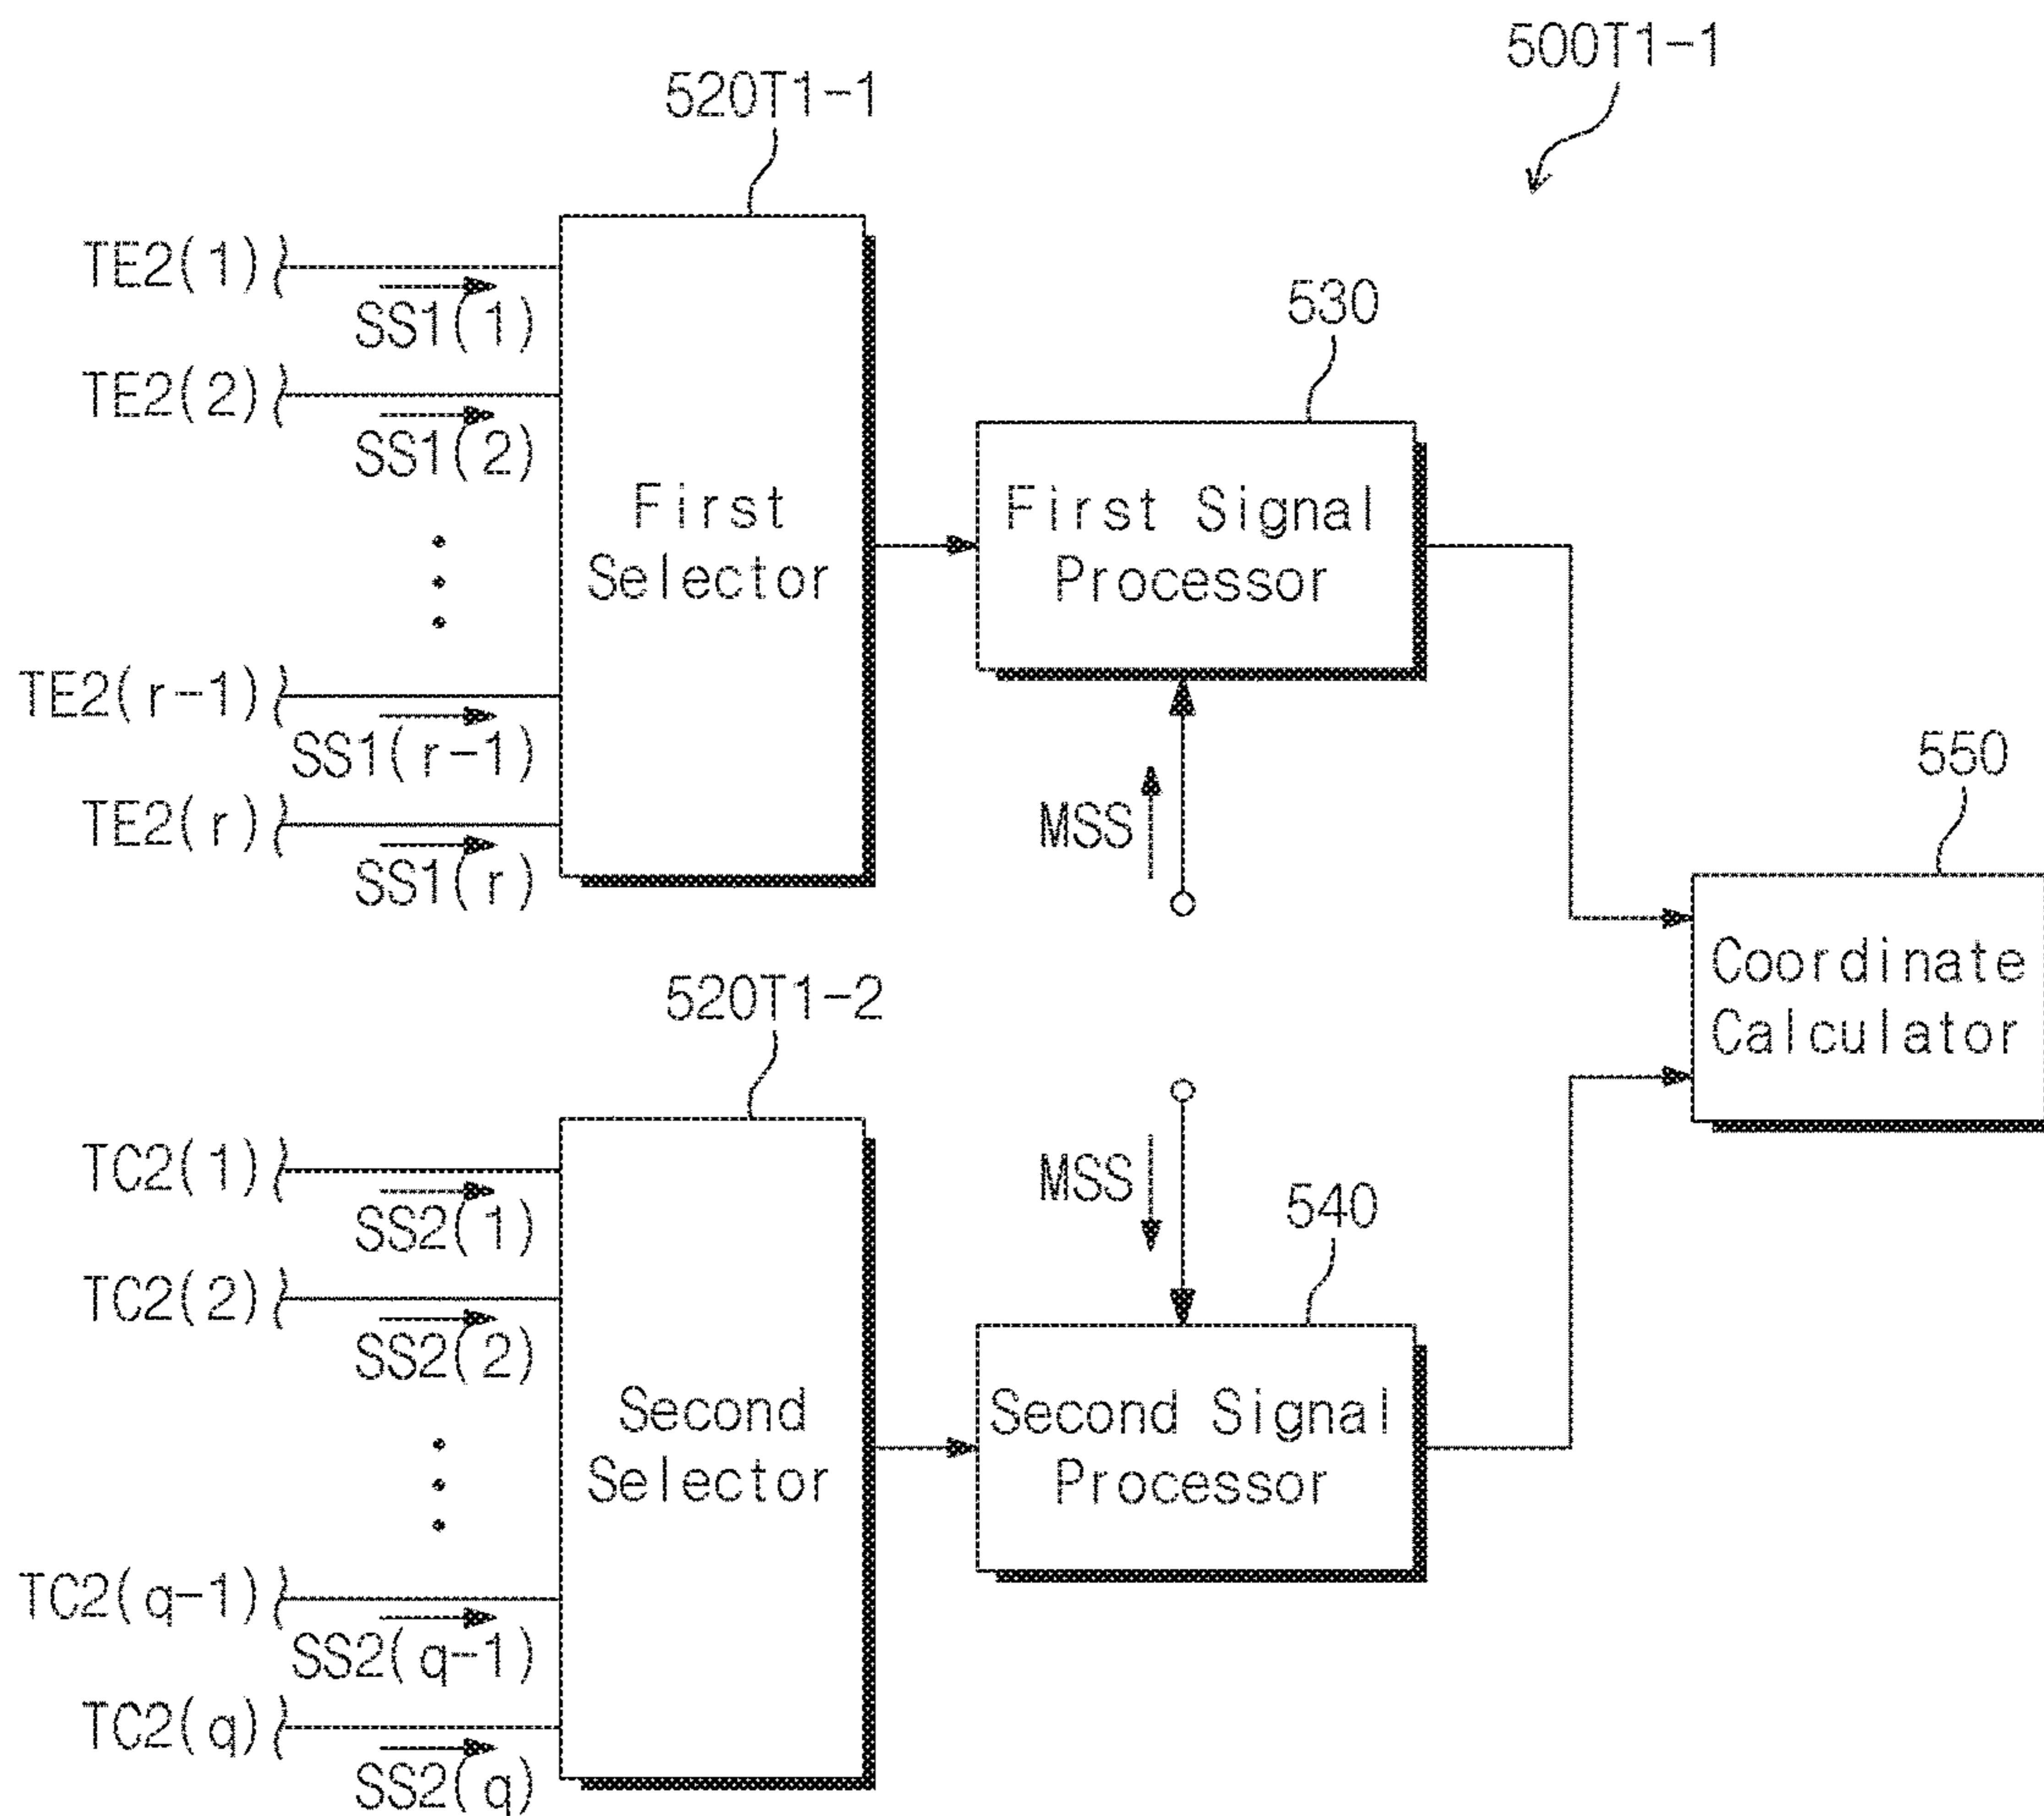 500T1-1
520T1-1
TE2(1)
SS1(1)
TE2(2)
SS1(2)
530
First
Selector
First Signal
Processor
TE2(r-1)
SS1(r-1)
TE2(r)
SS1(r)
MSS
550
Coordinate
Calculator
520T1-2
TC2(1)
SS2(1)
TC2(2)
SS2(2)
MSS
540
Second
Selector
Second Signal
Processor
TC2(q-1)
SS2(q-1)
TC2(q)
SS2(q)